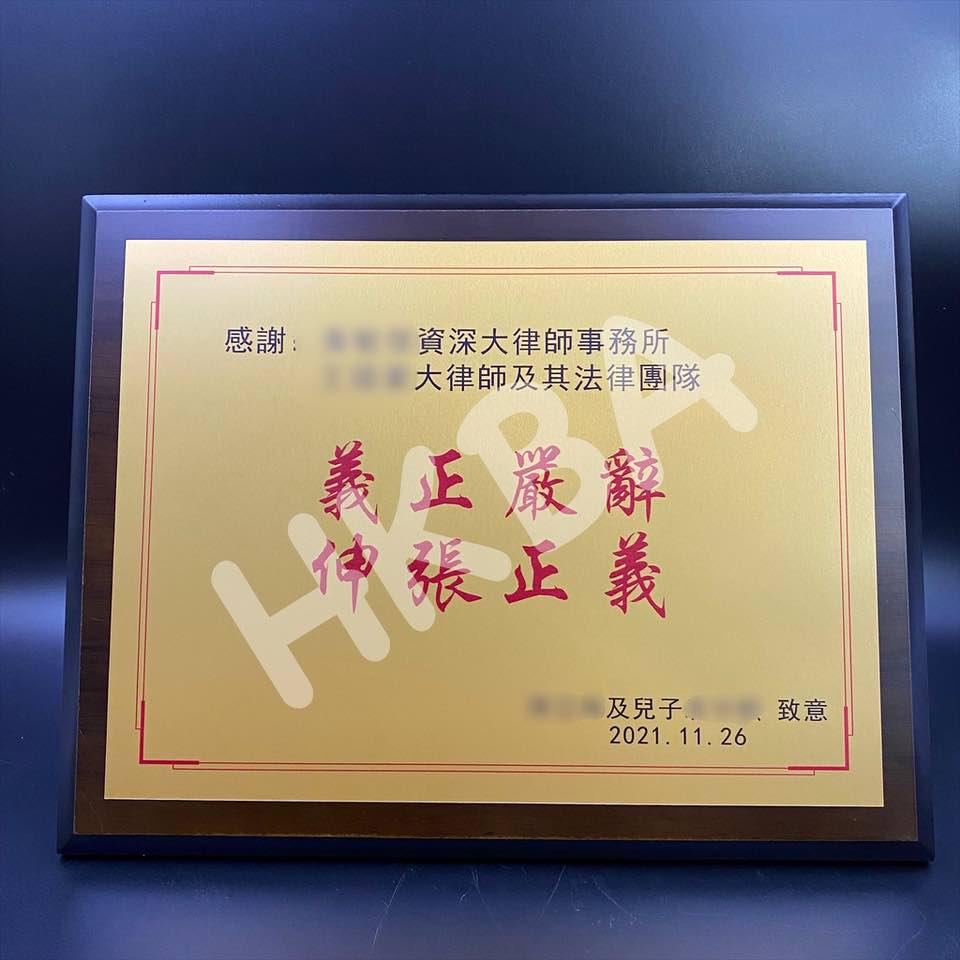 感謝:資深大律師事務所
大律師及其法律團隊
義正嚴辭
伸張正義
及兒子、致意
2021.11.26
HKBA